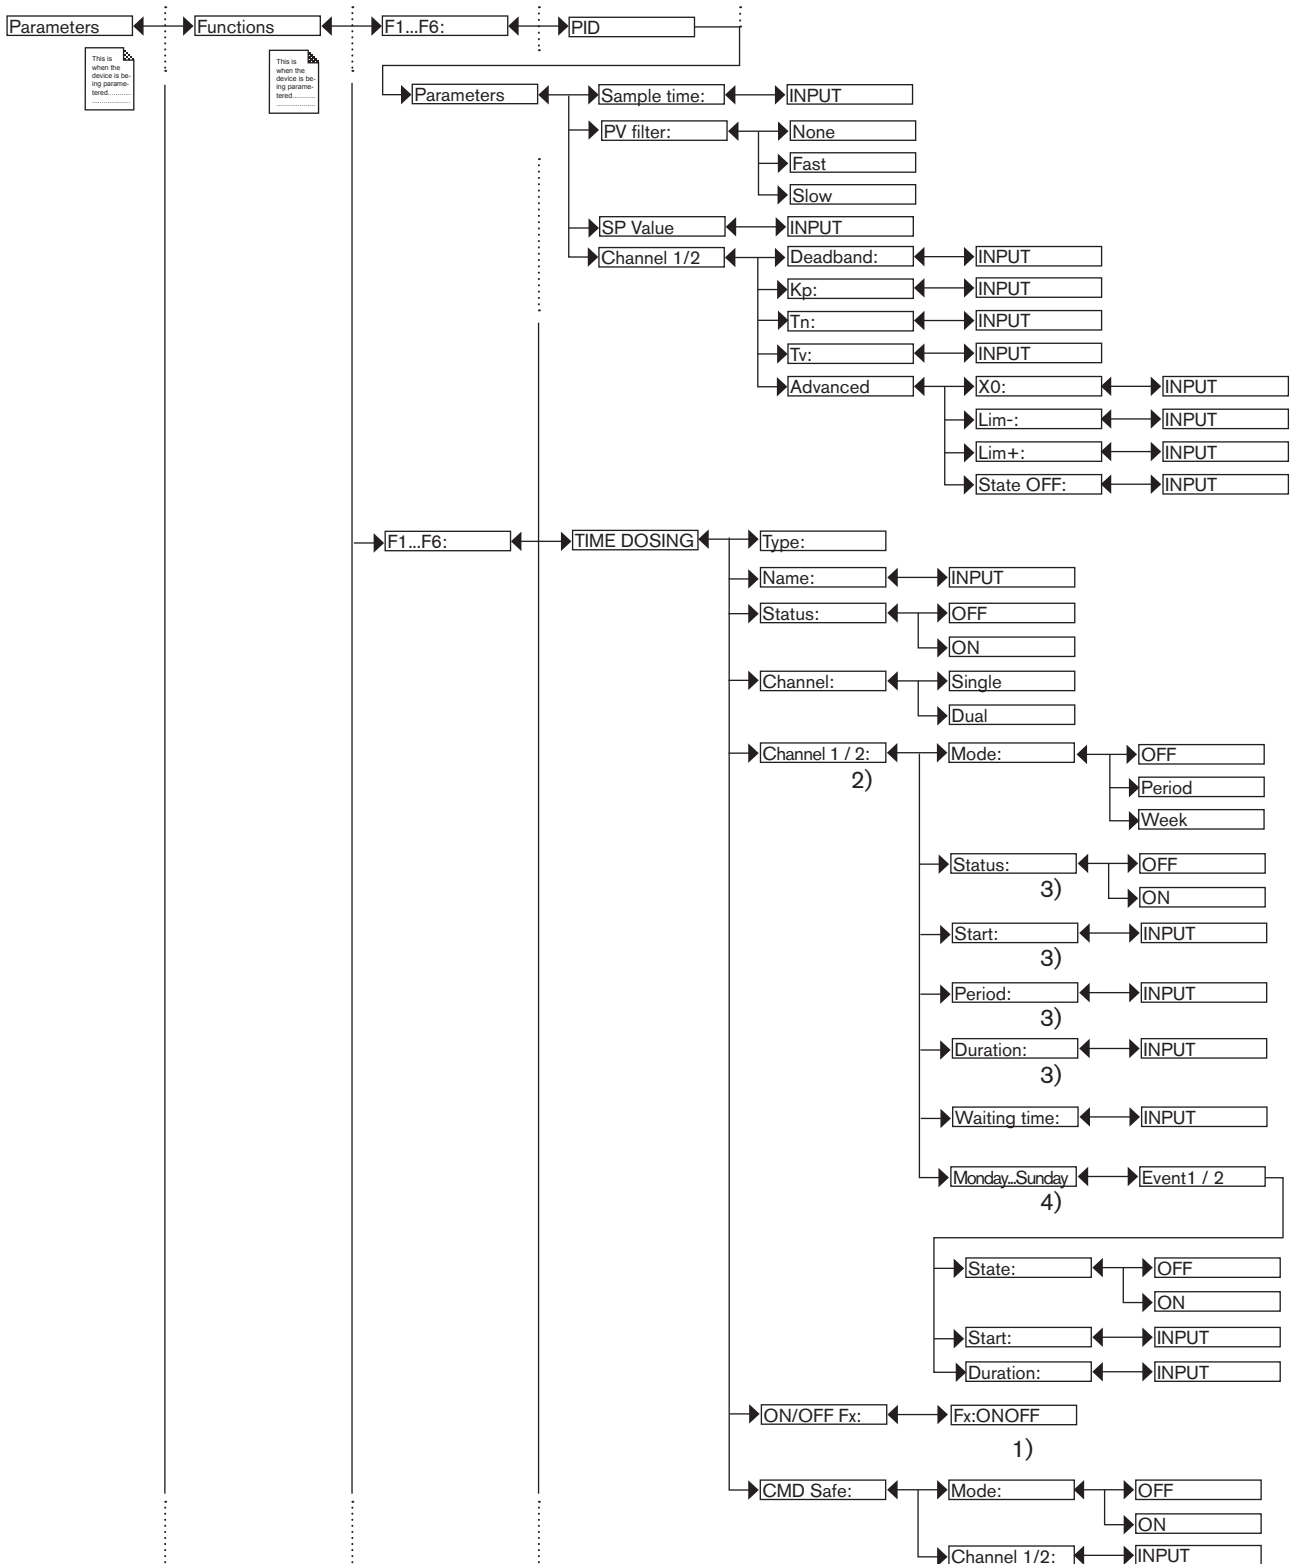 Parameters Functions F1...F6: PID
This is
when the
device is be-
ing parame-
tered..........
....................
This is
when the
device is be-
ing parame-
tered..........
....................
Parameters Sample time: INPUT
PV filter: None
Fast
Slow
SP Value INPUT
Channel 1/2 Deadband: INPUT
Kp: INPUT
Tn: INPUT
Tv: INPUT
Advanced X0: INPUT
Lim-: INPUT
Lim+: INPUT
State OFF: INPUT
F1...F6: TIME DOSING Type:
Name: INPUT
Status: OFF
ON
Channel: Single
Dual
Channel 1 / 2: Mode: OFF
2)
Period
Week
Status: OFF
3) ON
Start: INPUT
3)
Period: INPUT
3)
Duration: INPUT
3)
Waiting time: INPUT
Monday...Sunday Event1 / 2
4)
State: OFF
ON
Start: INPUT
Duration: INPUT
ON/OFF Fx: Fx:ONOFF
1)
CMD Safe: Mode: OFF
ON
Channel 1/2: INPUT